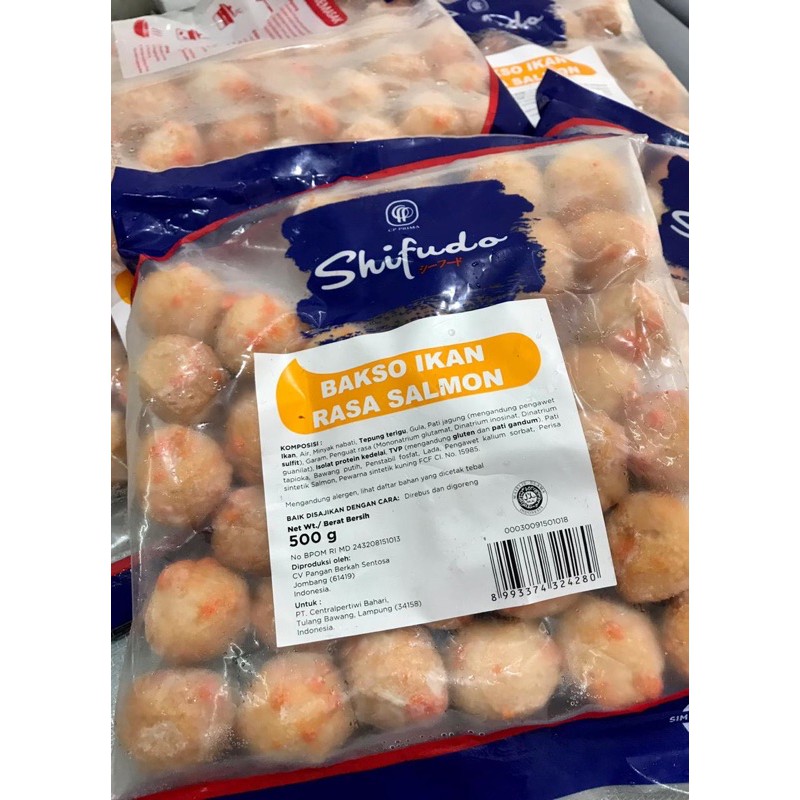 CP PRIMA
Shifudo
シーフード
BAKSO IKAN
RASA SALMON
KOMPOSISI :
Ikan, Air, Minyak nabati, Tepung terigu, Gula, Pati jagung (mengandung pengawet
sulfit), Garam, Penguat rasa (Mononatrium glutamat, Dinatrium inosinat, Dinatrium
guanilat), Isolat protein kedelai, TVP (mengandung gluten dan pati gandum), Pati
tapioka, Bawang putih, Penstabil fosfat, Lada, Pengawet kalium sorbat, Perisa
sintetik Salmon, Pewarna sintetik kuning FCF CI. No. 15985.
Mengandung alergen, lihat daftar bahan yang dicetak tebal
BAIK DISAJIKAN DENGAN CARA: Direbus dan digoreng
Net Wt./ Berat Bersih
500 g
No BPOM RI MD 243208151013
Diproduksi oleh:
CV Pangan Berkah Sentosa
Jombang (61419)
Indonesia.
Untuk :
PT. Centralpertiwi Bahari,
Tulang Bawang, Lampung (34158)
Indonesia.
00030091501018
8 993374 324280
SO IKAN
SALMON
Sh
SIM